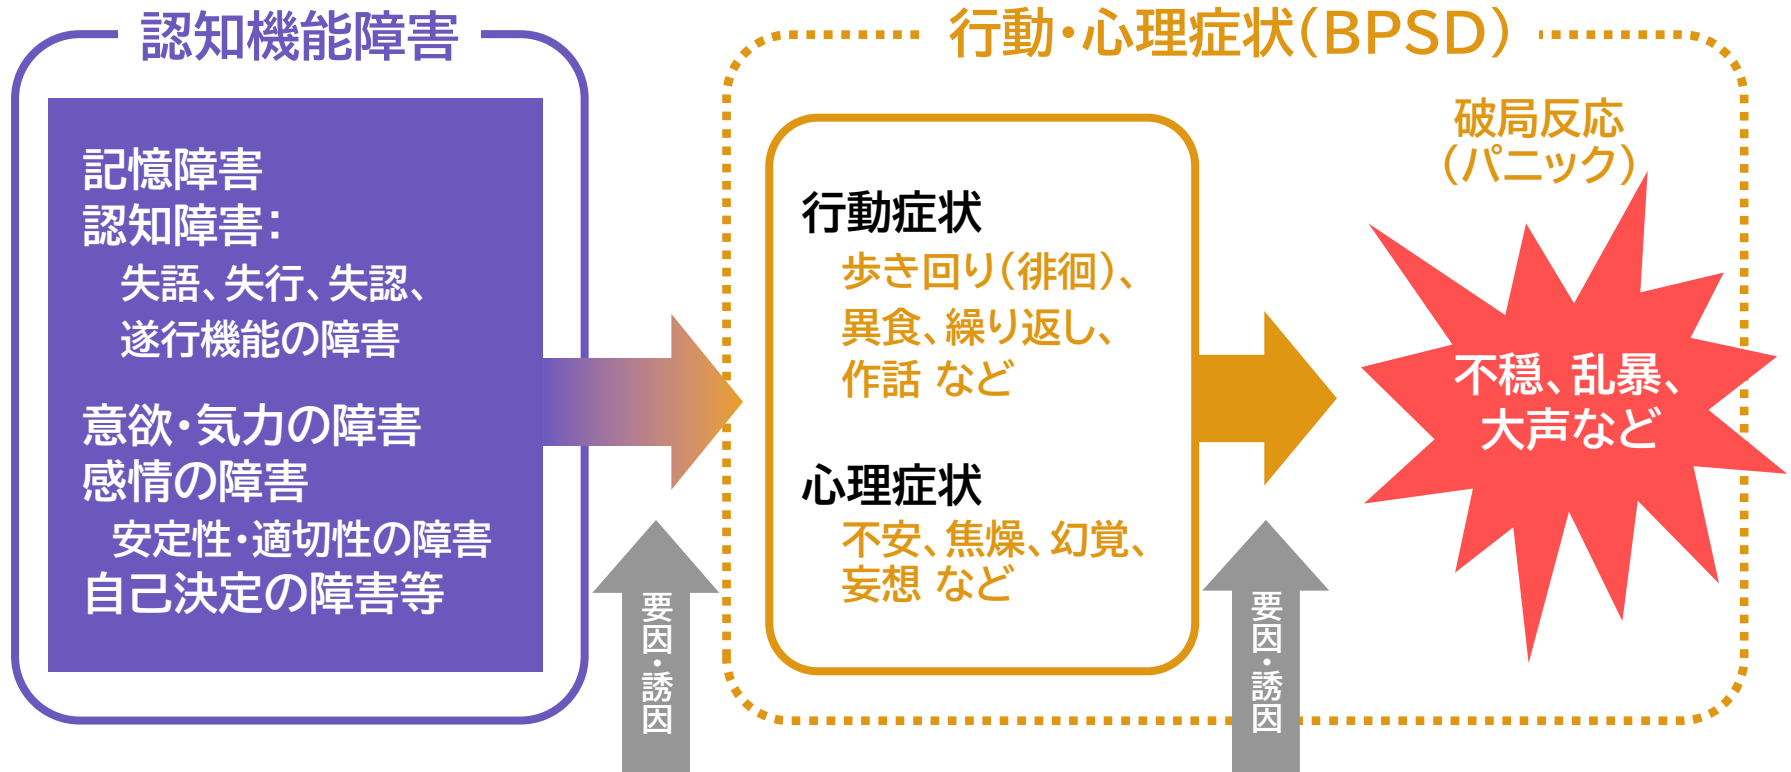 認知機能障害
記憶障害
認知障害：
失語、失行、失認、
遂行機能の障害
意欲・気力の障害
感情の障害
安定性・適切性の障害
自己決定の障害等
要因・誘因
行動・心理症状（BPSD）
行動症状
歩き回り（徘徊）、
異食、繰り返し、
作話 など
心理症状
不安、焦燥、幻覚、
妄想 など
要因・誘因
破局反応
（パニック）
不穏、乱暴、
大声など